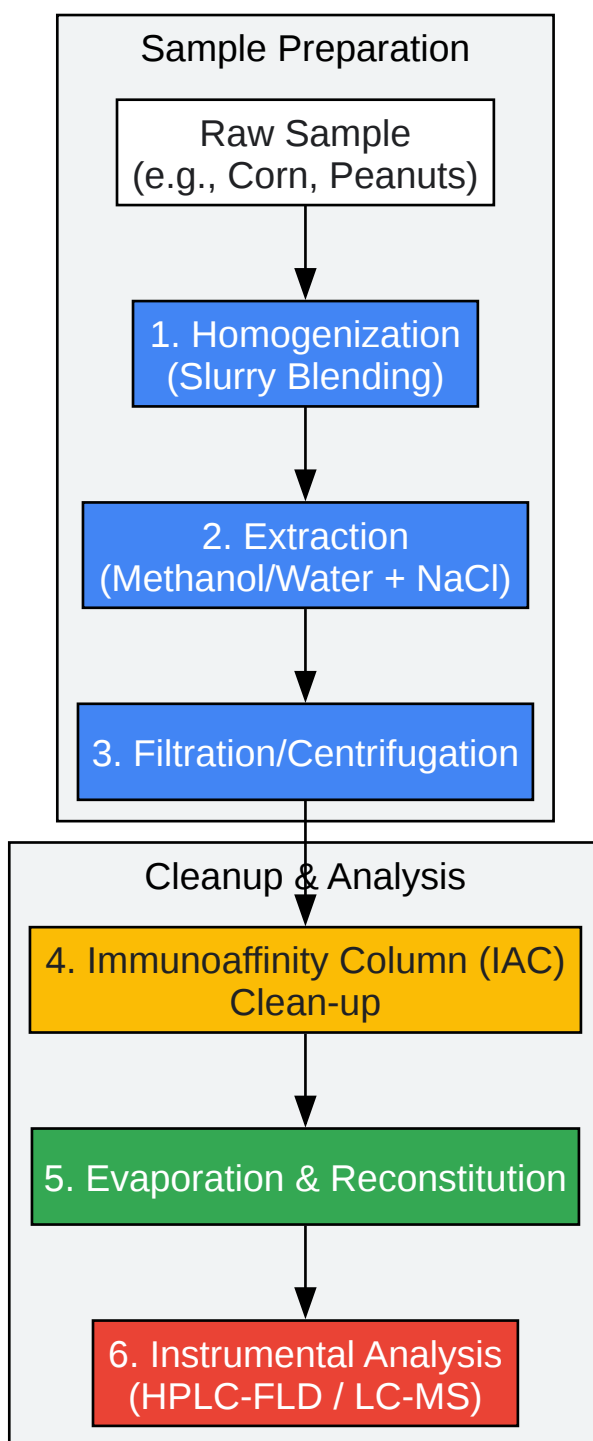 Sample Preparation
Raw Sample
(e.g., Corn, Peanuts)
1. Homogenization
(Slurry Blending)
2. Extraction
(Methanol/Water + NaCl)
3. Filtration/Centrifugation
Cleanup & Analysis
4. Immunoaffinity Column (IAC)
Clean-up
5. Evaporation & Reconstitution
6. Instrumental Analysis
(HPLC-FLD / LC-MS)